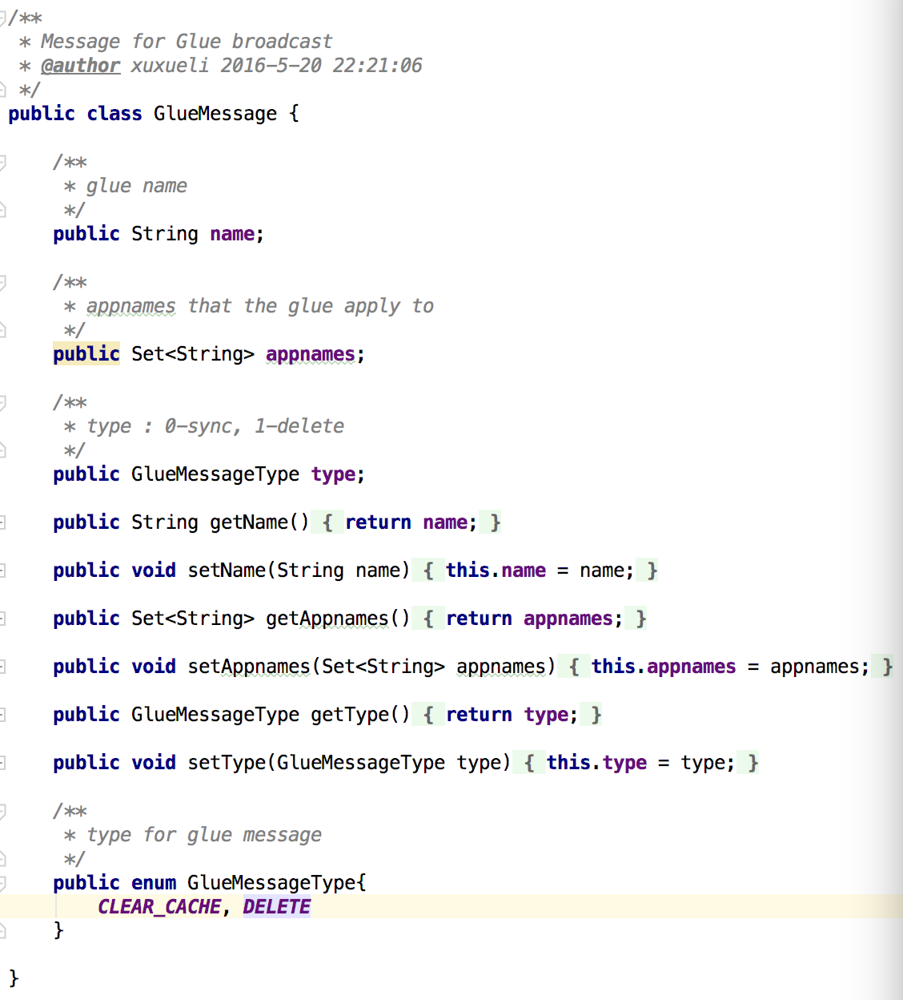 /**
 * Message for Glue broadcast
 * @author xuxueli 2016-5-20 22:21:06
 */
public class GlueMessage {
    /**
     * glue name
     */
    public String name;
    /**
     * appnames that the glue apply to
     */
    public Set<String> appnames;
    /**
     * type : 0-sync, 1-delete
     */
    public GlueMessageType type;
    public String getName() { return name; }
    public void setName(String name) { this.name = name; }
    public Set<String> getAppnames() { return appnames; }
    public void setAppnames(Set<String> appnames) { this.appnames = appnames; }
    public GlueMessageType getType() { return type; }
    public void setType(GlueMessageType type) { this.type = type; }
    /**
     * type for glue message
     */
    public enum GlueMessageType{
        CLEAR_CACHE, DELETE
    }
}